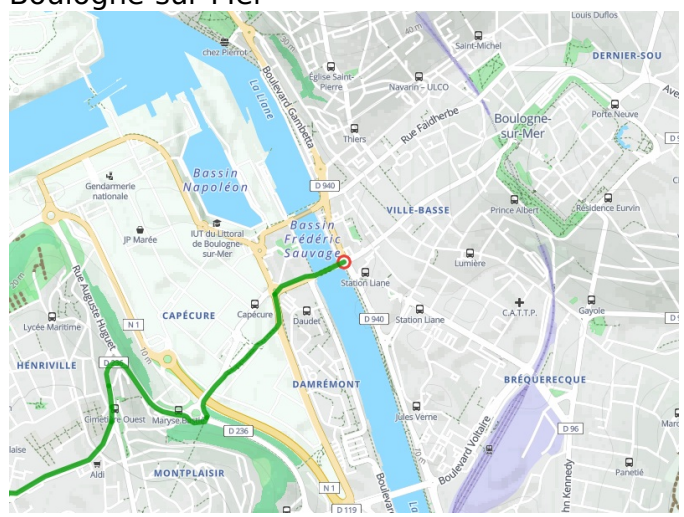 Boulogne-sur-Mer
Louis Duflos
chez Pierrot
Saint-Michel
DERNIER-SOU
Église Saint-
Pierre
Navarin - ULCO
Boulevard Gambetta
La Liane
Porte Neuve
Rue Faidherbe
Boulogne-
sur-Mer
Thiers
Bassin
Napoléon
Gendarmerie
nationale
D 940
Prince Albert
Résidence Eurvin
VILLE-BASSE
Bassin
Frédéric
Sauvage
JP Marée
IUT du Littoral
de Boulogne-
sur-Mer
Lumière
Station Liane
Rue Auguste Huguet
10 m
20 m
CAPÉCURE
Capécure
Daudet
D 940
Station Liane
C.A.T.T.P.
Gayole
N 1
Lycée Maritime
HENRIVILLE
DAMRÉMONT
BRÉQUERECQUE
Cimetière Ouest
D 236
Jules Verne
D 96
Boulevard Voltaire
Aldi
MONTPLAISIR
Panetié
N 1
D 119